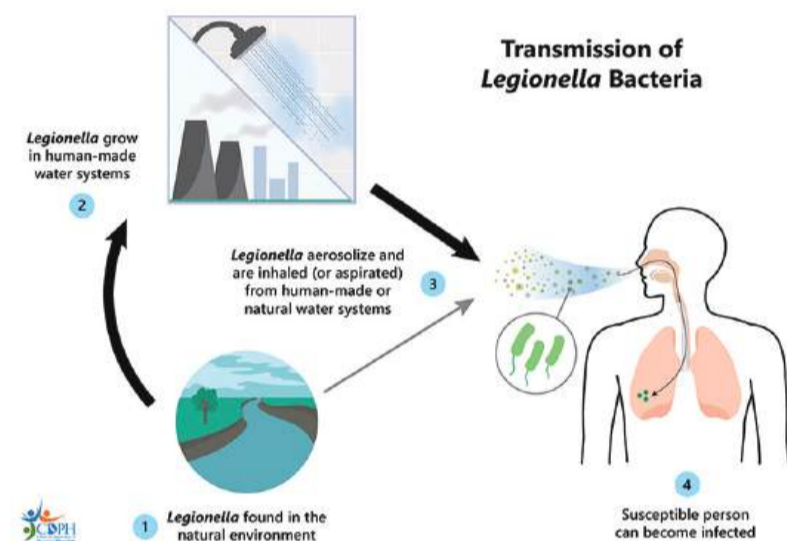 Transmission of
Legionella Bacteria
Legionella grow
in human-made
water systems
2
Legionella aerosolize and
are inhaled (or aspirated)
from human-made or
natural water systems
3
1
Legionella found in the
natural environment
4
Susceptible person
can become infected
CDPH